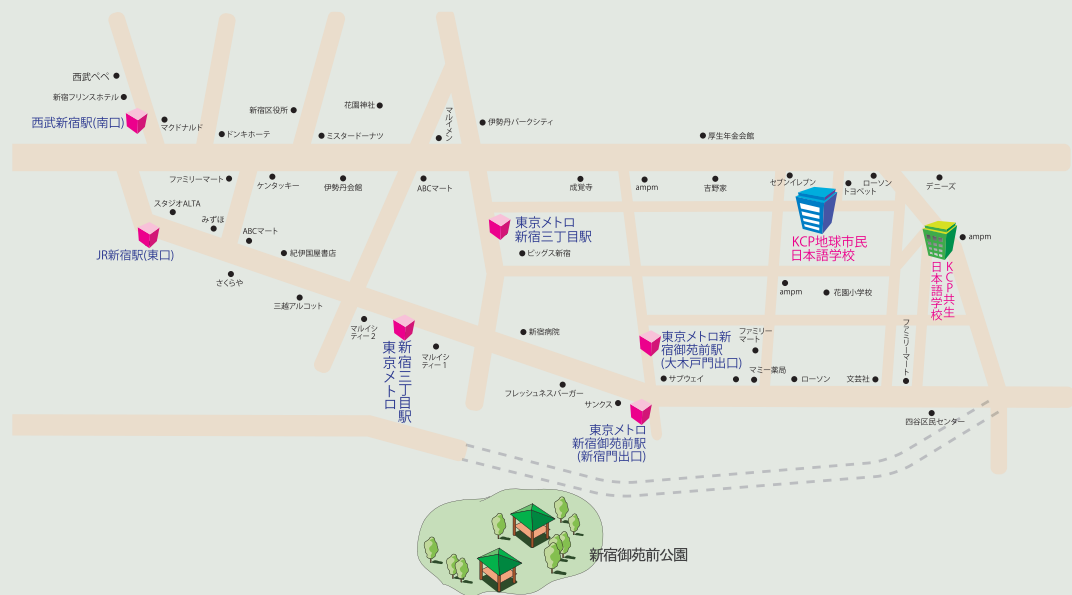 西武ペペ
新宿プリンスホテル
西武新宿駅(南口)
マクドナルド
ドンキホーテ
新宿区役所
ミスタードーナツ
花園神社
マルイメン
伊勢丹パークシティ
厚生年金会館
ファミリーマート
ケンタッキー
伊勢丹会館
ABCマート
成覚寺
ampm
吉野家
セブンイレブン
トヨペット
ローソン
デニーズ
スタジオALTA
みずほ
ABCマート
紀伊国屋書店
JR新宿駅(東口)
さくらや
三越アルコット
マルイシ
ティー2
東京メトロ
新宿三丁目駅
ビッグス新宿
KCP地球市民
日本語学校
KCP共生
日本語学校
ampm
ampm
花園小学校
新宿三丁目駅
東京メトロ
マルイシ
ティー1
新宿病院
東京メトロ新
宿御苑前駅
(大木戸門出口)
ファミリー
マート
ファミリーマート
サブウェイ
マミー薬局
ローソン
文芸社
フレッシュネスバーガー
サンクス
東京メトロ
新宿御苑前駅
(新宿門出口)
四谷区民センター
新宿御苑前公園